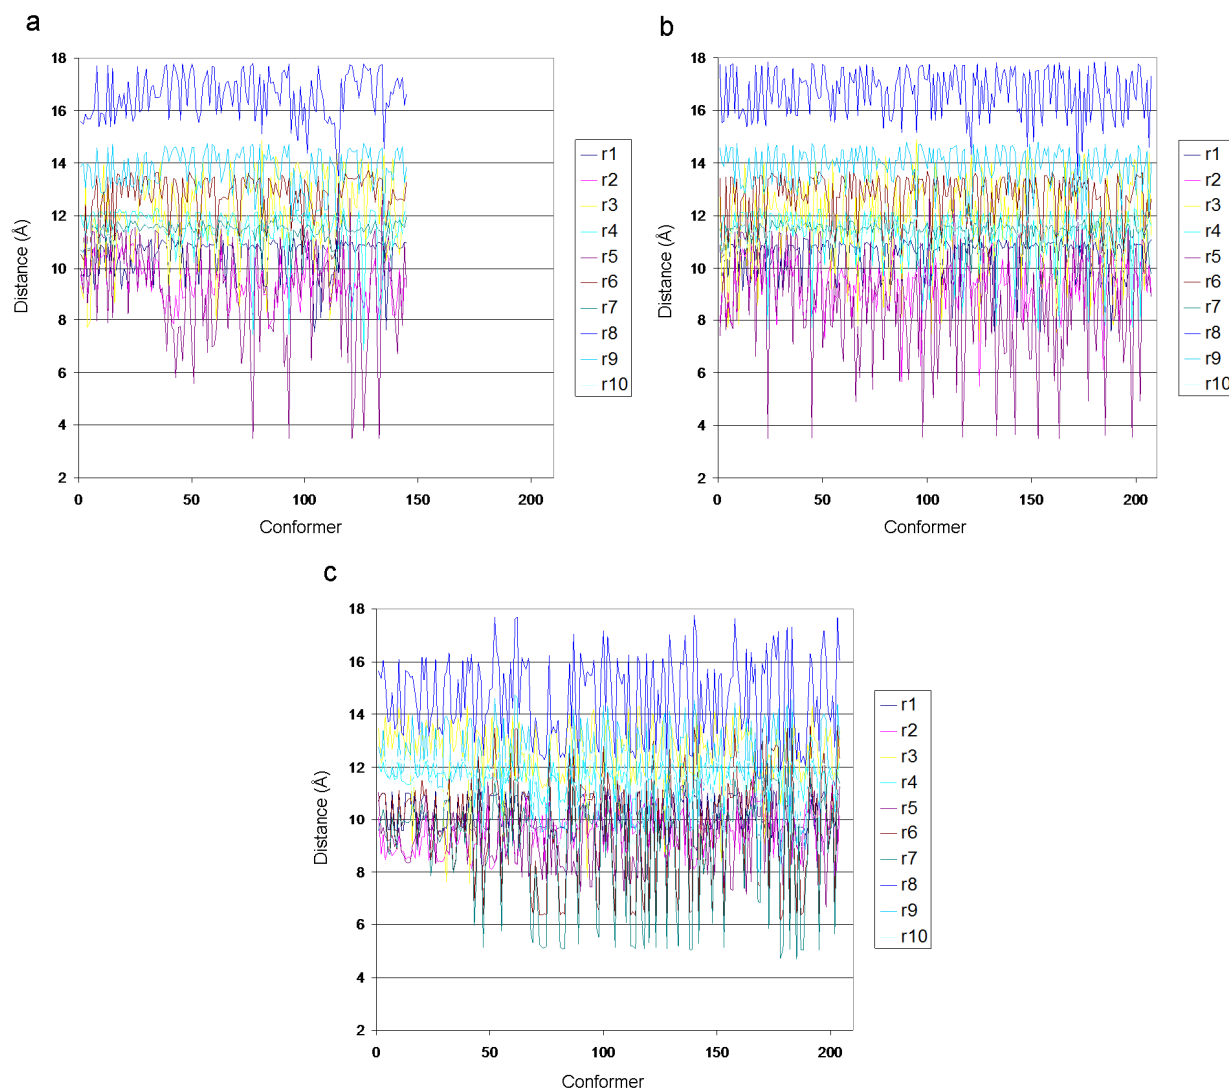 a
18
16
14
12
10
8
6
4
2
Distance (Å)
0
50
100
150
200
Conformer
r1
r2
r3
r4
r5
r6
r7
r8
r9
r10
b
18
16
14
12
10
8
6
4
2
Distance (Å)
0
50
100
150
200
Conformer
r1
r2
r3
r4
r5
r6
r7
r8
r9
r10
c
18
16
14
12
10
8
6
4
2
Distance (Å)
0
50
100
150
200
Conformer
r1
r2
r3
r4
r5
r6
r7
r8
r9
r10